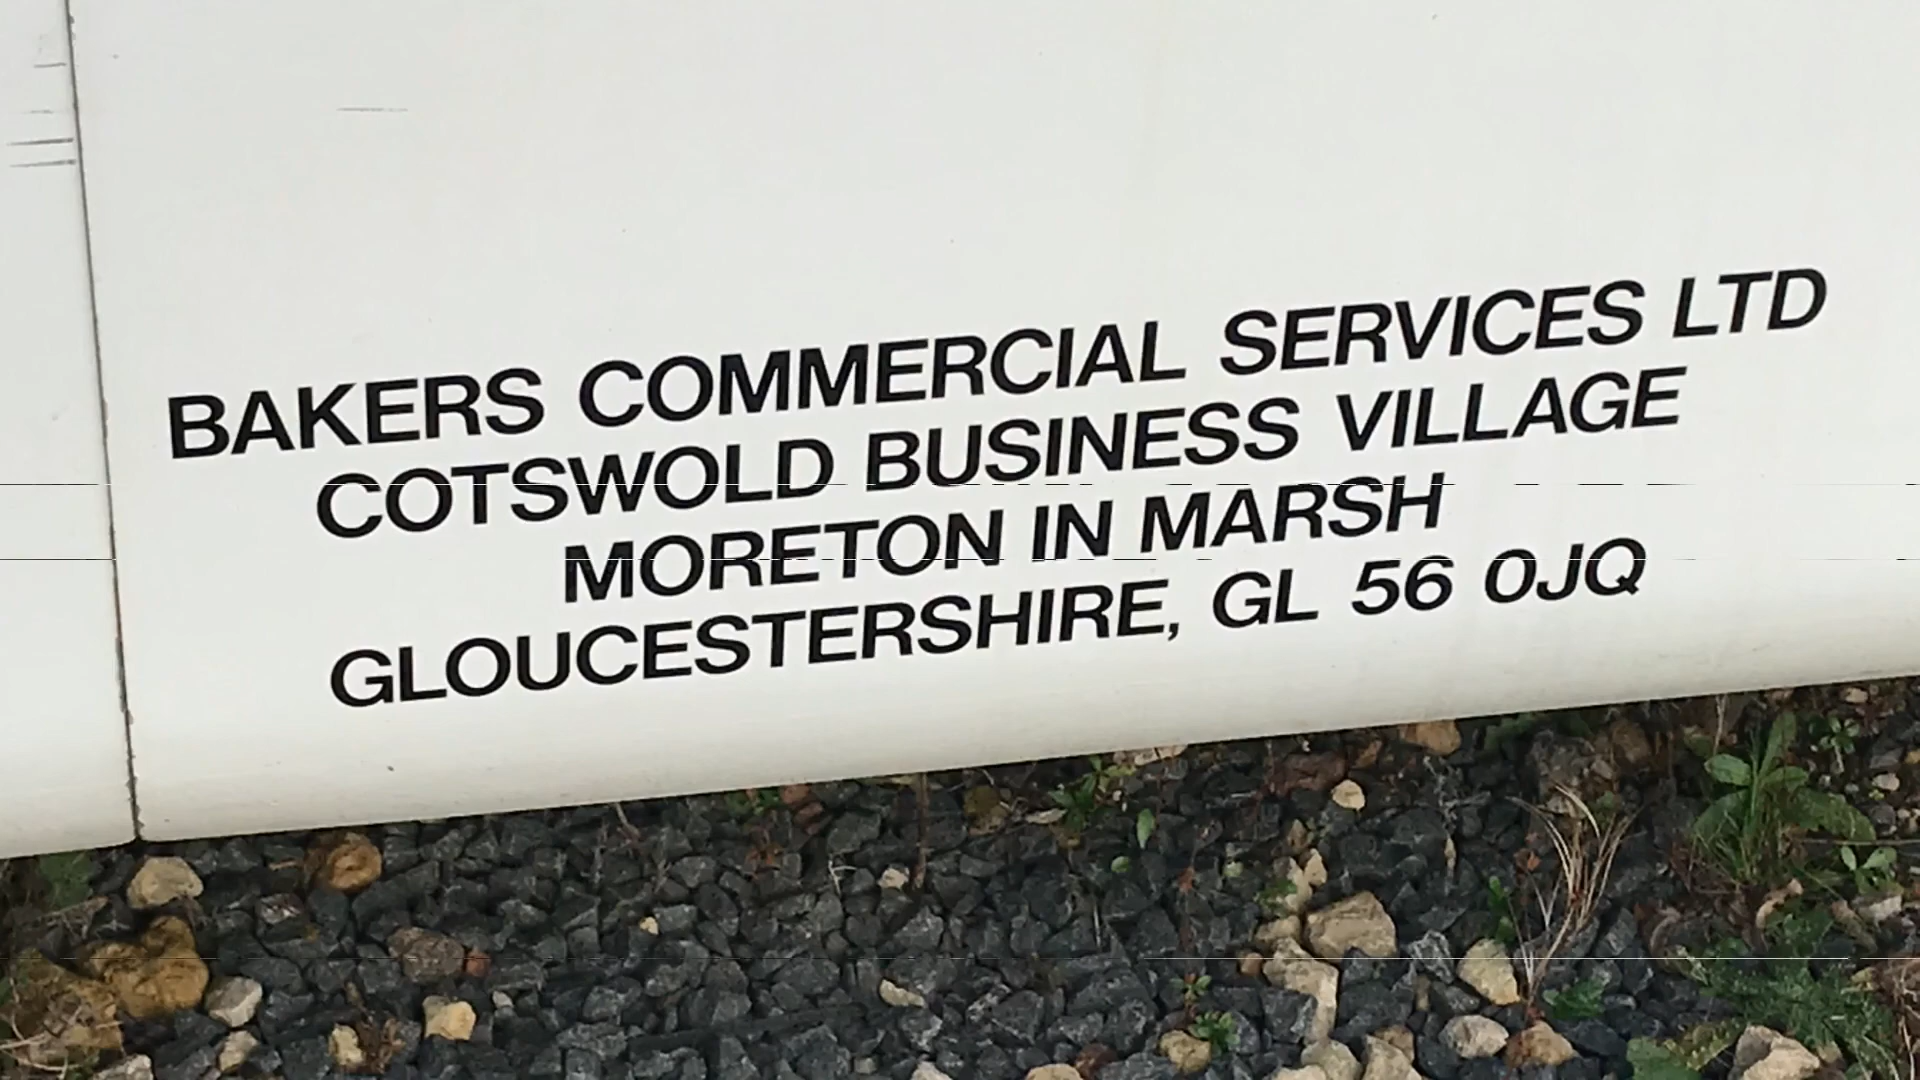 BAKERS COMMERCIAL SERVICES LTD
COTSWOLD BUSINESS VILLAGE
MORETON IN MARSH
GLOUCESTERSHIRE, GL 56 0JQ